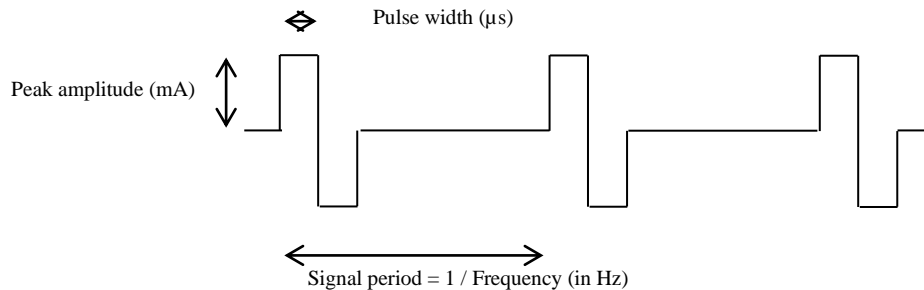 Pulse width (µs)
Peak amplitude (mA)
Signal period = 1 / Frequency (in Hz)